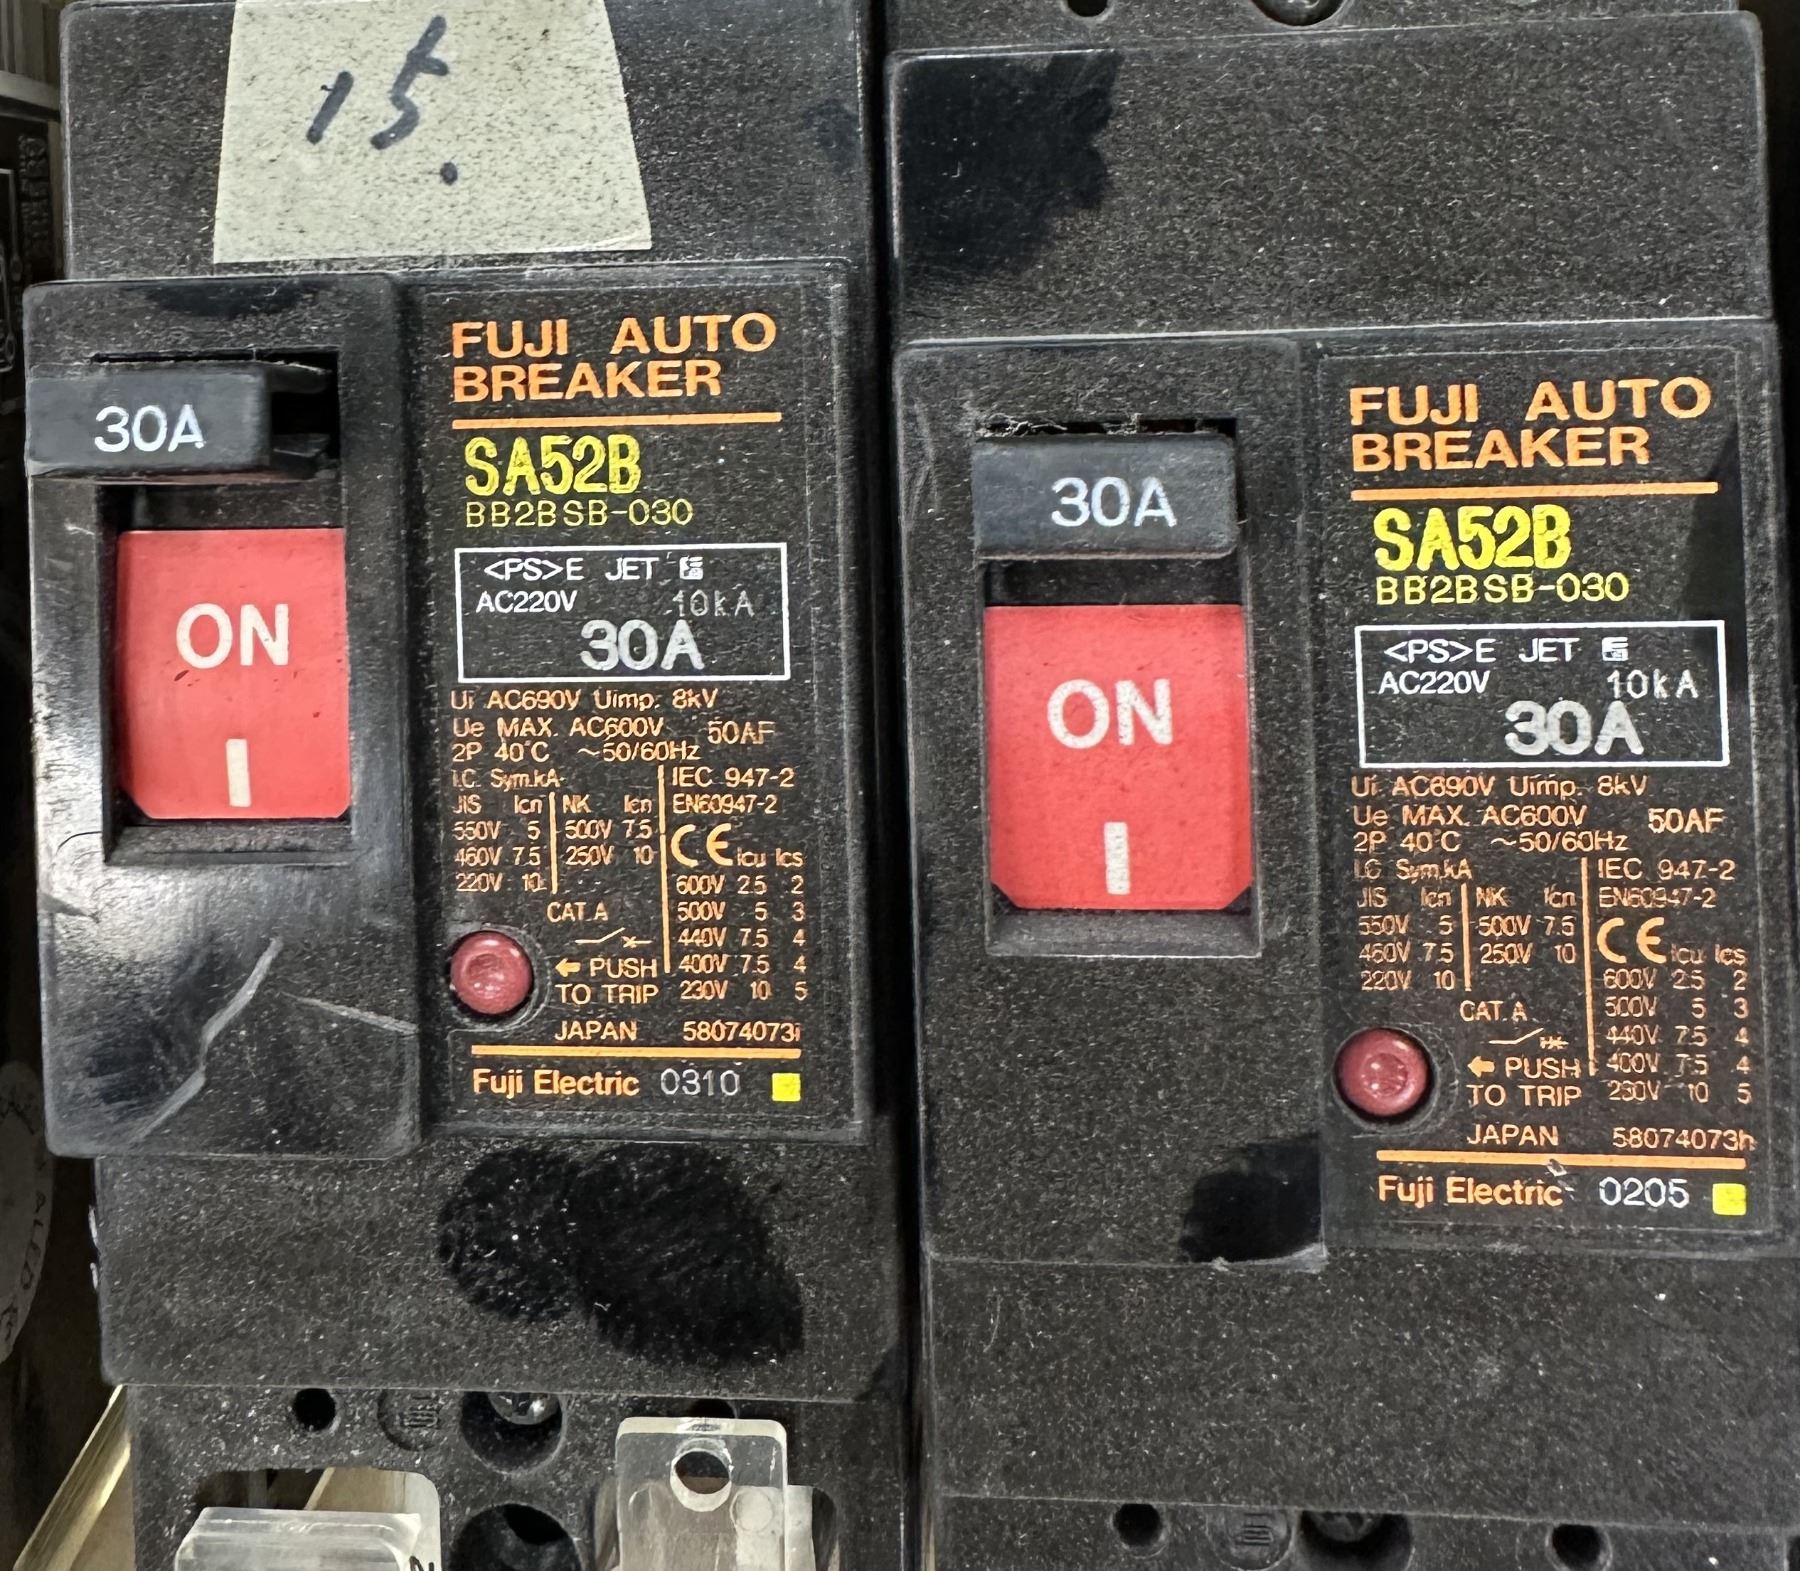 15.
30A
ON
I
FUJI AUTO
BREAKER
SA52B
BB2BSB-030
<PS>E JET
AC220V 10kA
30A
Ui AC690V Uimp. 8kV
Ue MAX. AC600V 50AF
2P 40°C ~50/60Hz
I.C. Sym.kA
JIS Icn
550V 5
460V 7.5
220V 10
NK Icn
500V 7.5
250V 10
IEC 947-2
EN60947-2
CE Icu Ics
600V 2.5 2
500V 5 3
440V 7.5 4
400V 7.5 4
230V 10 5
CAT.A
← PUSH
TO TRIP
JAPAN 58074073i
Fuji Electric 0310
30A
ON
I
FUJI AUTO
BREAKER
SA52B
BB2BSB-030
<PS>E JET
AC220V 10kA
30A
Ui AC690V Uimp. 8kV
Ue MAX. AC600V 50AF
2P 40°C ~50/60Hz
I.C. Sym.kA
JIS Icn
550V 5
460V 7.5
220V 10
NK Icn
500V 7.5
250V 10
IEC 947-2
EN60947-2
CE Icu Ics
600V 2.5 2
500V 5 3
440V 7.5 4
400V 7.5 4
230V 10 5
CAT.A
← PUSH
TO TRIP
JAPAN 58074073h
Fuji Electric 0205